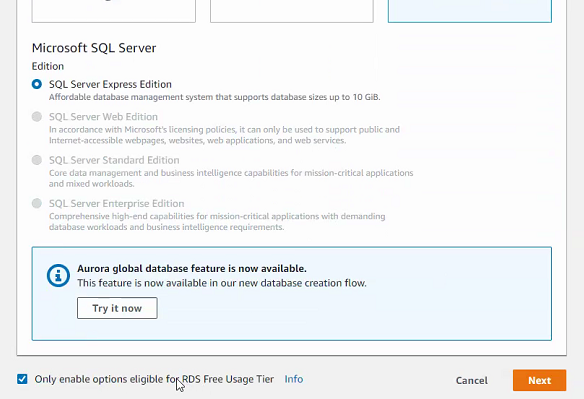 Microsoft SQL Server
Edition
SQL Server Express Edition
Affordable database management system that supports database sizes up to 10 GiB.
SQL Server Web Edition
In accordance with Microsoft's licensing policies, it can only be used to support public and
Internet-accessible webpages, websites, web applications, and web services.
SQL Server Standard Edition
Core data management and business intelligence capabilities for mission-critical applications
and mixed workloads.
SQL Server Enterprise Edition
Comprehensive high-end capabilities for mission-critical applications with demanding
database workloads and business intelligence requirements.
Aurora global database feature is now available.
This feature is now available in our new database creation flow.
Try it now
Only enable options eligible for RDS Free Usage Tier Info
Cancel Next